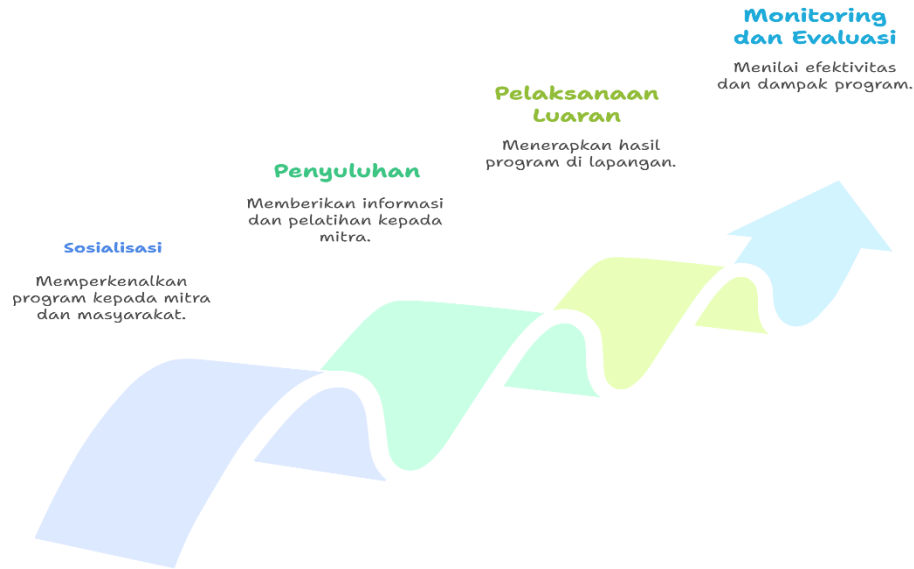 Monitoring
dan Evaluasi
Menilai efektivitas
dan dampak program.
Pelaksanaan
Luaran
Menerapkan hasil
program di lapangan.
Penyuluhan
Memberikan informasi
dan pelatihan kepada
mitra.
Sosialisasi
Memperkenalkan
program kepada mitra
dan masyarakat.